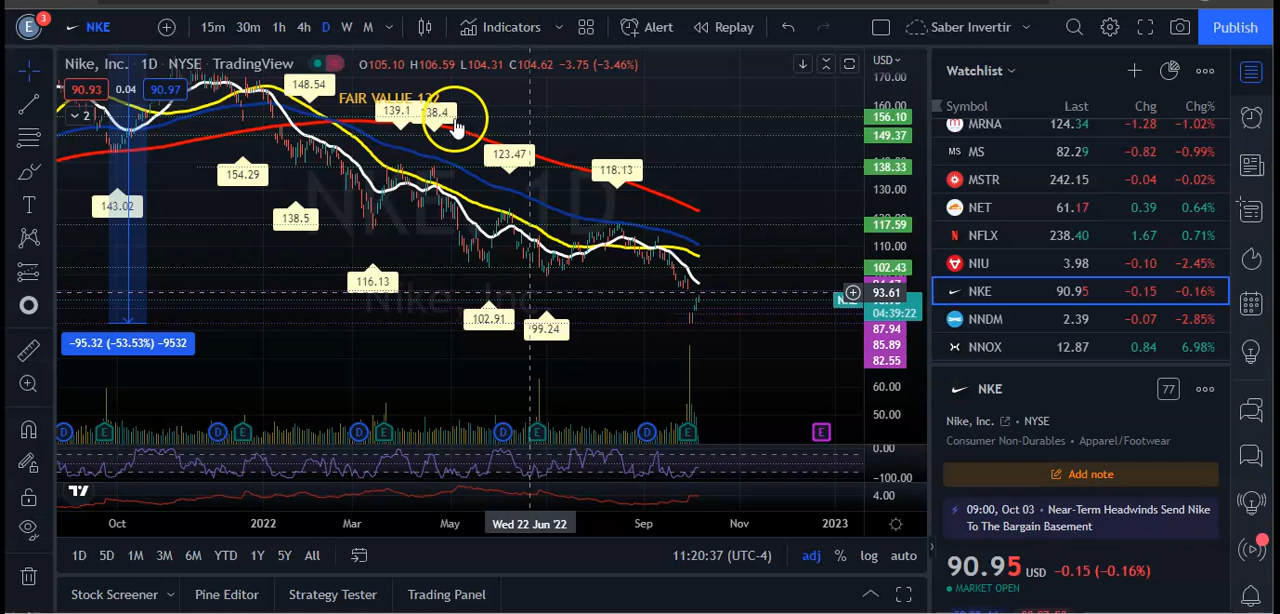 E 3 NKE 15m 30m 1h 4h D W M Indicators Alert Replay Saber Invertir Publish
Nike, Inc. · 1D · NYSE · TradingView O105.10 H106.59 L104.31 C104.62 −3.75 (−3.46%)
90.93 0.04 90.97
2
USD
170.00
160.00
156.10
149.37
138.33
130.00
117.59
110.00
102.43
93.61
04:39:22
87.94
85.89
82.55
60.00
50.00
0.00
−100.00
4.00
148.54
FAIR VALUE
139.1
38.4
123.47
118.13
154.29
143.02
138.5
116.13
102.91
99.24
NKE, 1D
Nike, Inc.
−95.32 (−53.53%) −9532
D E D E D E D E D E E
Oct 2022 Mar May Wed 22 Jun '22 Sep Nov 2023
1D 5D 1M 3M 6M YTD 1Y 5Y All 11:20:37 (UTC-4) adj % log auto
Stock Screener Pine Editor Strategy Tester Trading Panel
Watchlist
Symbol Last Chg Chg%
MRNA 124.34 −1.28 −1.02%
MS 82.29 −0.82 −0.99%
MSTR 242.15 −0.04 −0.02%
NET 61.17 0.39 0.64%
NFLX 238.40 1.67 0.71%
NIU 3.98 −0.10 −2.45%
NKE 90.95 −0.15 −0.16%
NNDM 2.39 −0.07 −2.85%
NNOX 12.87 0.84 6.98%
NKE 77
Nike, Inc. • NYSE
Consumer Non-Durables • Apparel/Footwear
Add note
09:00, Oct 03 • Near-Term Headwinds Send Nike
To The Bargain Basement
90.95 USD −0.15 (−0.16%)
MARKET OPEN